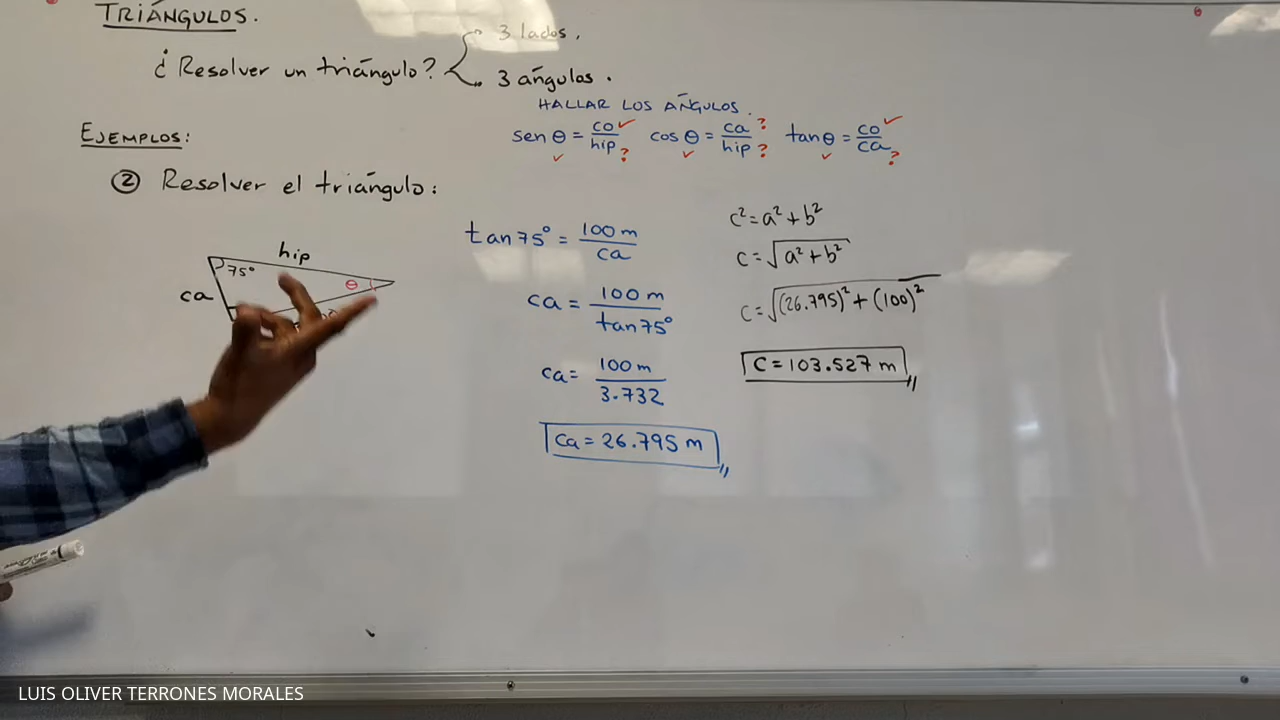 TRIÁNGULOS.
¿Resolver un triángulo?
3 lados.
3 ángulos.
HALLAR LOS ÁNGULOS.
EJEMPLOS:
sen θ = co/hip ? cos θ = ca/hip ? ? tan θ = co/ca ?
② Resolver el triángulo:
hip
75°
θ
ca
tan 75° = 100 m/ca
ca = 100 m/tan 75°
ca = 100 m/3.732
ca = 26.795 m
c² = a² + b²
c = √(a² + b²)
c = √((26.795)² + (100)²)
C = 103.527 m
LUIS OLIVER TERRONES MORALES